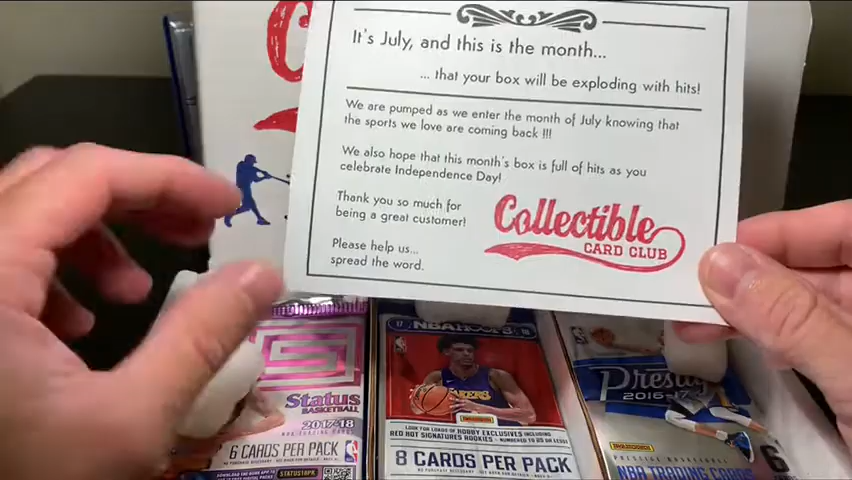 It's July, and this is the month...
... that your box will be exploding with hits!
We are pumped as we enter the month of July knowing that
the sports we love are coming back !!!
We also hope that this month's box is full of hits as you
celebrate Independence Day!
Thank you so much for
being a great customer!
Please help us...
spread the word.
Collectible
CARD CLUB
Status
BASKETBALL
2017-18
6 CARDS PER PACK
17 NBA HOOPS 18
LAKERS
LOOK FOR LOADS OF HOBBY EXCLUSIVES INCLUDING
RED HOT SIGNATURES ROOKIES
8 CARDS PER PACK
Prestige
2016-17
NBA TRADING CARDS
6